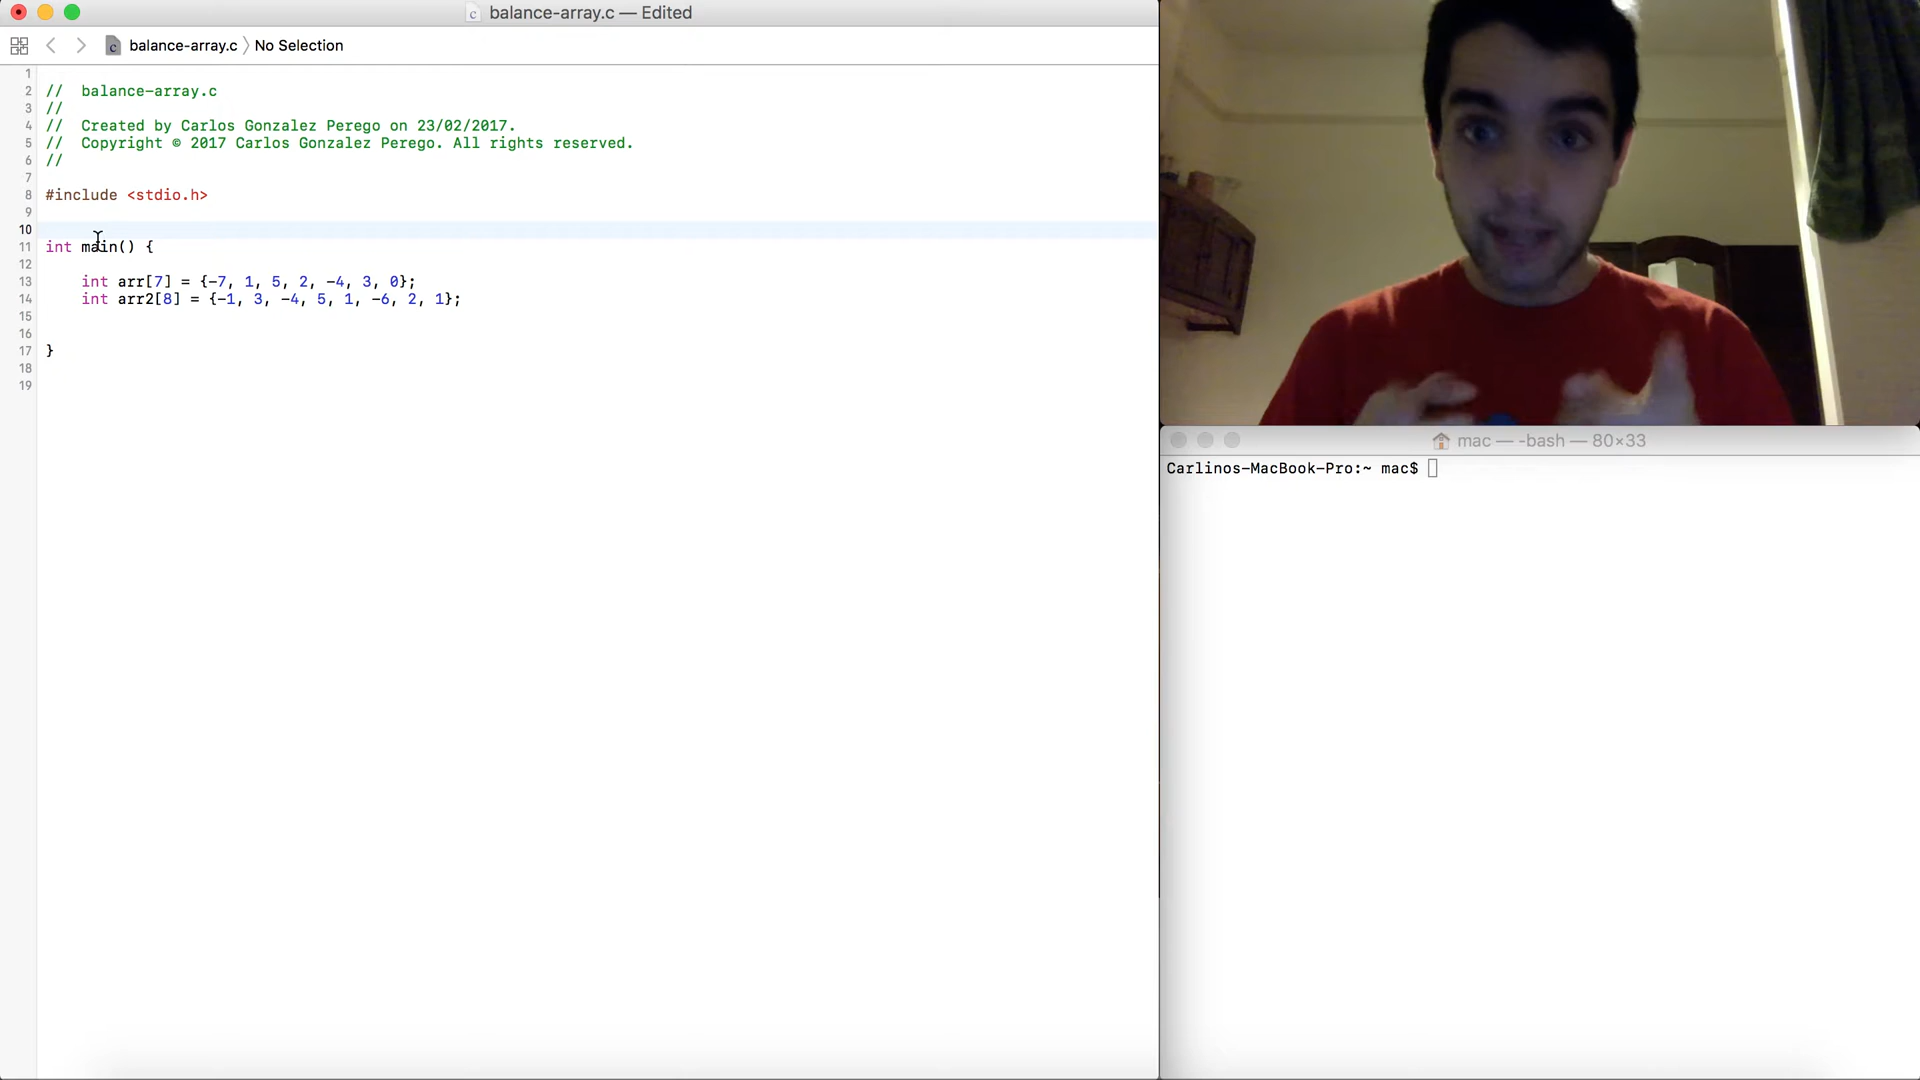 balance-array.c — Edited
balance-array.c 〉 No Selection
1
2 //  balance-array.c
3 //
4 //  Created by Carlos Gonzalez Perego on 23/02/2017.
5 //  Copyright © 2017 Carlos Gonzalez Perego. All rights reserved.
6 //
7
8 #include <stdio.h>
9
10
11 int main() {
12
13     int arr[7] = {-7, 1, 5, 2, -4, 3, 0};
14     int arr2[8] = {-1, 3, -4, 5, 1, -6, 2, 1};
15
16
17 }
18
19
mac — -bash — 80×33
Carlinos-MacBook-Pro:~ mac$